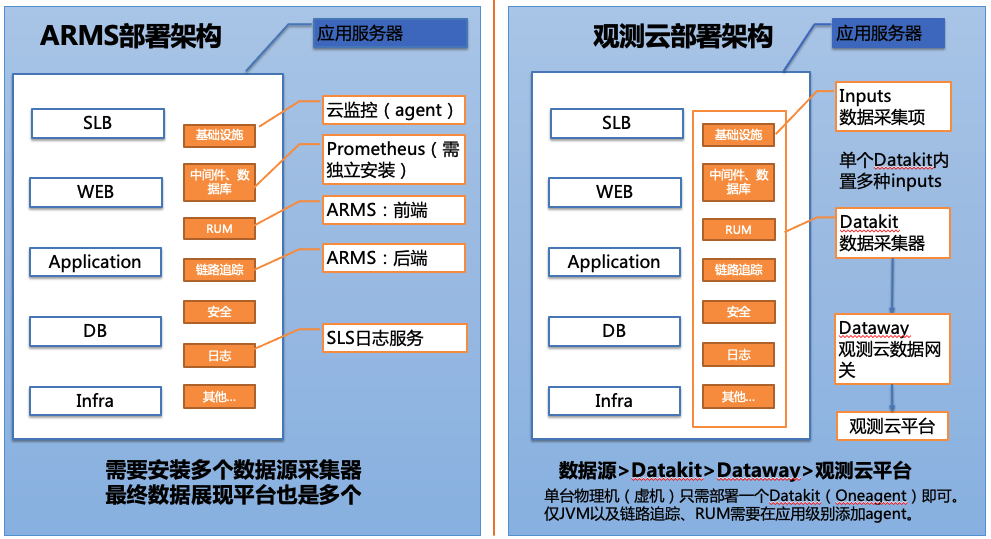 ARMS部署架构
应用服务器
SLB
WEB
Application
DB
Infra
基础设施
中间件、数
据库
RUM
链路追踪
安全
日志
其他...
云监控（agent）
Prometheus（需
独立安装）
ARMS：前端
ARMS：后端
SLS日志服务
需要安装多个数据源采集器
最终数据展现平台也是多个
观测云部署架构
应用服务器
SLB
WEB
Application
DB
Infra
基础设施
中间件、数
据库
RUM
链路追踪
安全
日志
其他...
Inputs
数据采集项
单个Datakit内
置多种inputs
Datakit
数据采集器
Dataway
观测云数据网
关
观测云平台
数据源>Datakit>Dataway>观测云平台
单台物理机（虚机）只需部署一个Datakit（Oneagent）即可。
仅JVM以及链路追踪、RUM需要在应用级别添加agent。